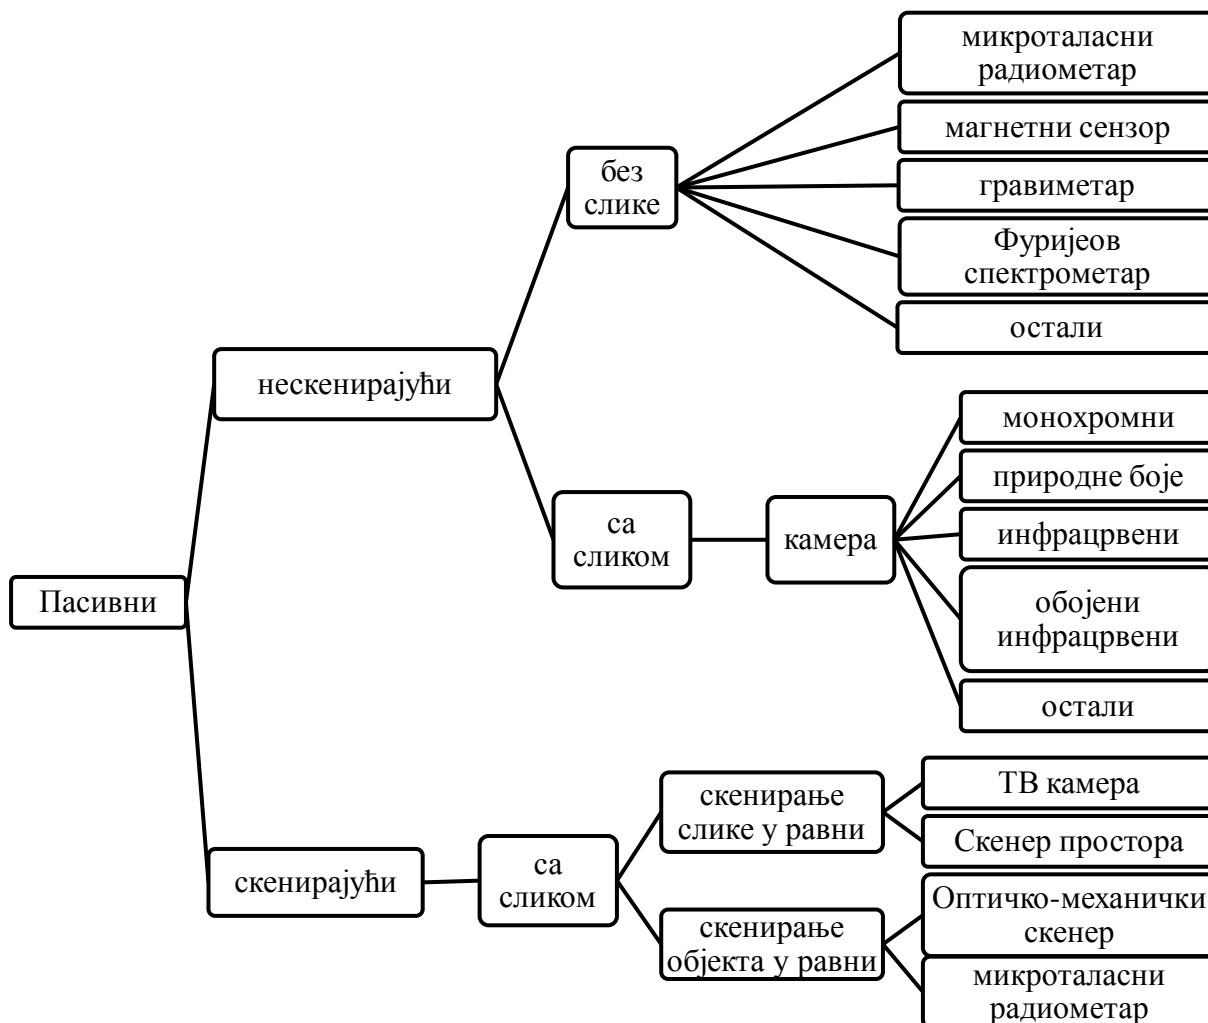 Пасивни
нескенирајући
без
слике
микроталасни
радиометар
магнетни сензор
гравиметар
Фуријеов
спектрометар
остали
са
сликом
камера
монохромни
природне боје
инфрацрвени
обојени
инфрацрвени
остали
скенирајући
са
сликом
скенирање
слике у равни
ТВ камера
Скенер простора
скенирање
објекта у равни
Оптичко-механички
скенер
микроталасни
радиометар